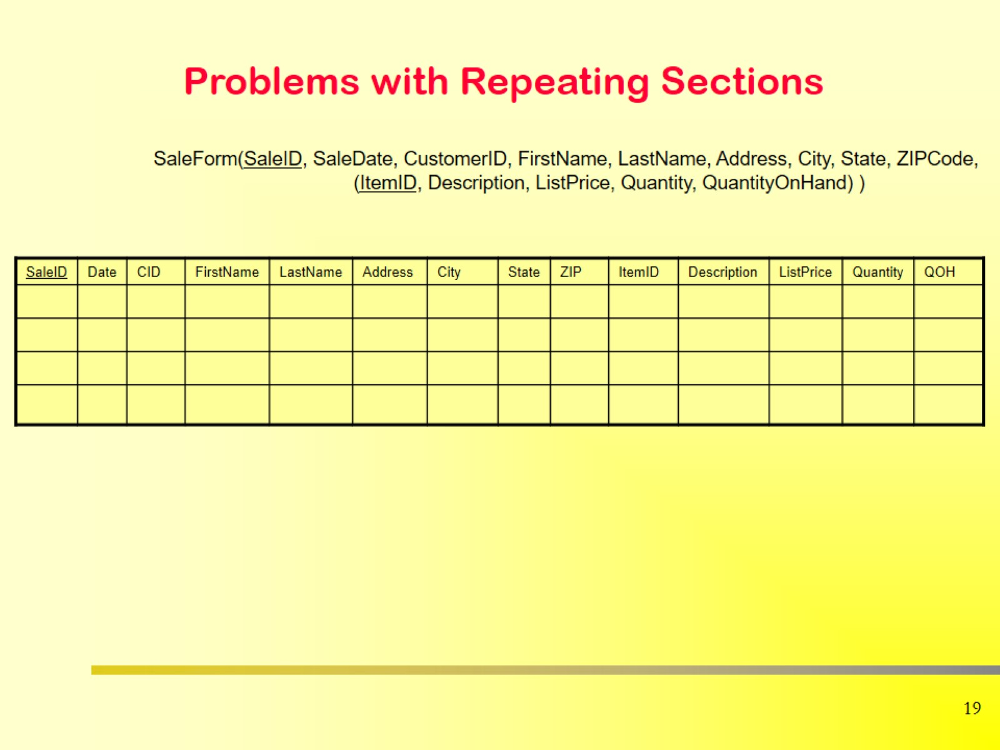 Problems with Repeating Sections
SaleForm(SaleID, SaleDate, CustomerID, FirstName, LastName, Address, City, State, ZIPCode,
(ItemID, Description, ListPrice, Quantity, QuantityOnHand) )
SaleID Date CID FirstName LastName Address City State ZIP ItemID Description ListPrice Quantity QOH
19